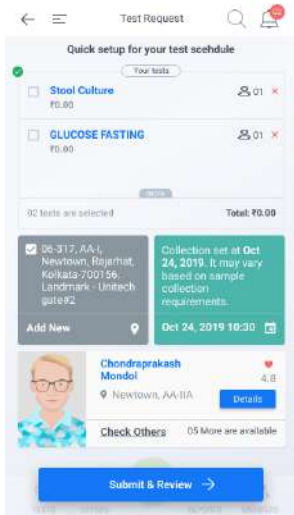 Test Request
Quick setup for your test scehdule
Your tests
Stool Culture
01
₹0.00
GLUCOSE FASTING
01
₹0.00
02 tests are selected
Total: ₹0.00
06-317, AA-I,
Newtown, Rajarhat,
Kolkata-700156.
Landmark - Unitech
gate#2
Add New
Collection set at Oct
24, 2019. It may vary
based on sample
collection
requirements.
Oct 24, 2019 10:30
Chondraprakash
Mondol
4.8
Newtown, AA-IIA
Details
Check Others
05 More are available
Submit & Review